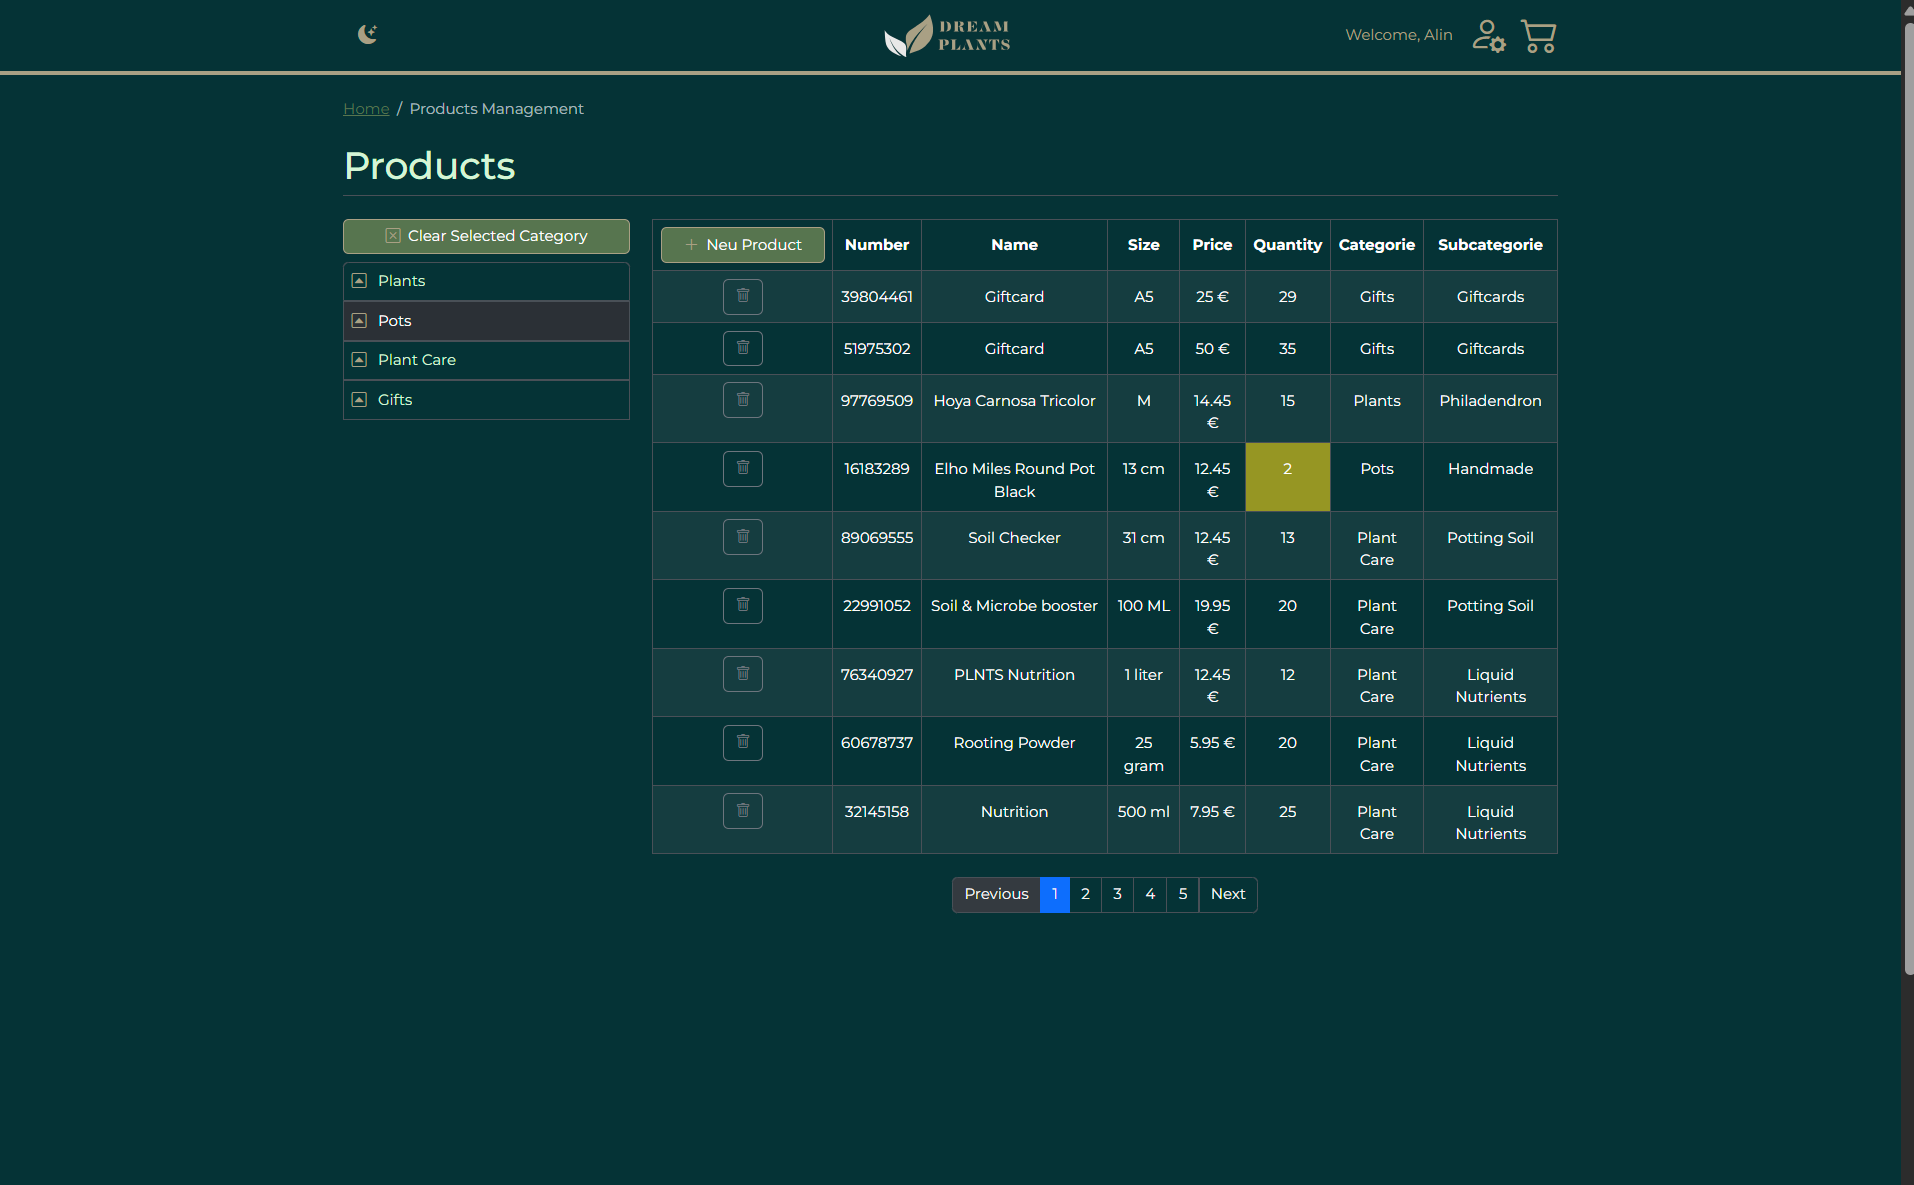 DREAM
PLANTS
Welcome, Alin
Home / Products Management
Products
Clear Selected Category
Plants
Pots
Plant Care
Gifts
Neu Product Number Name Size Price Quantity Categorie Subcategorie
39804461 Giftcard A5 25 € 29 Gifts Giftcards
51975302 Giftcard A5 50 € 35 Gifts Giftcards
97769509 Hoya Carnosa Tricolor M 14.45 15 Plants Philadendron
€
16183289 Elho Miles Round Pot 13 cm 12.45 2 Pots Handmade
Black €
89069555 Soil Checker 31 cm 12.45 13 Plant Potting Soil
€ Care
22991052 Soil & Microbe booster 100 ML 19.95 20 Plant Potting Soil
€ Care
76340927 PLNTS Nutrition 1 liter 12.45 12 Plant Liquid
€ Care Nutrients
60678737 Rooting Powder 25 5.95 € 20 Plant Liquid
gram Care Nutrients
32145158 Nutrition 500 ml 7.95 € 25 Plant Liquid
Care Nutrients
Previous 1 2 3 4 5 Next